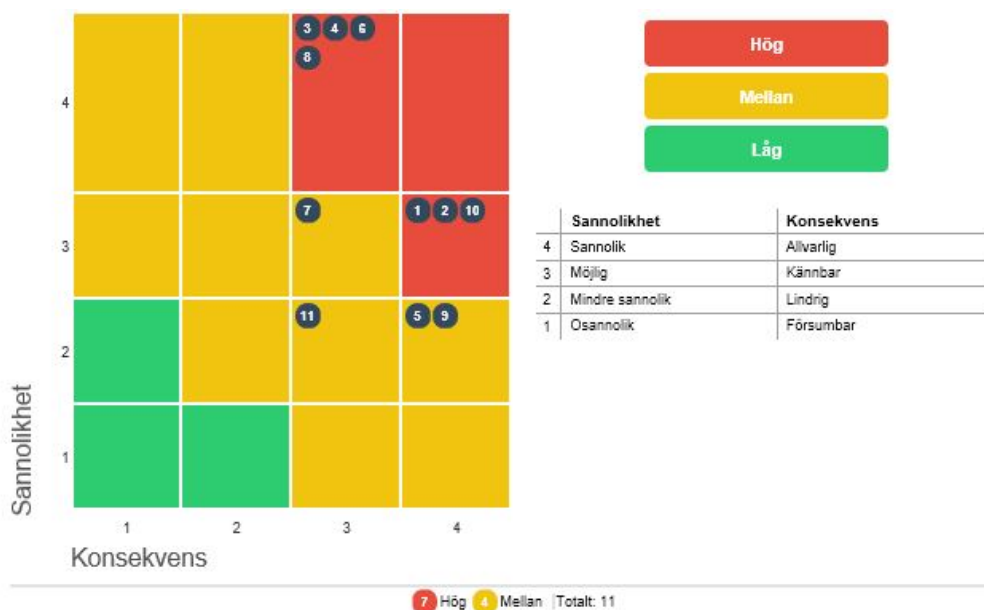 3 4 6
8
4
7
1 2 10
3
11
5 9
2
1
Sannolikhet
1 2 3 4
Konsekvens
Hög
Mellan
Låg
Sannolikhet Konsekvens
4 Sannolik Allvarlig
3 Möjlig Kännbar
2 Mindre sannolik Lindrig
1 Osannolik Försumbar
7 Hög 4 Mellan Totalt: 11